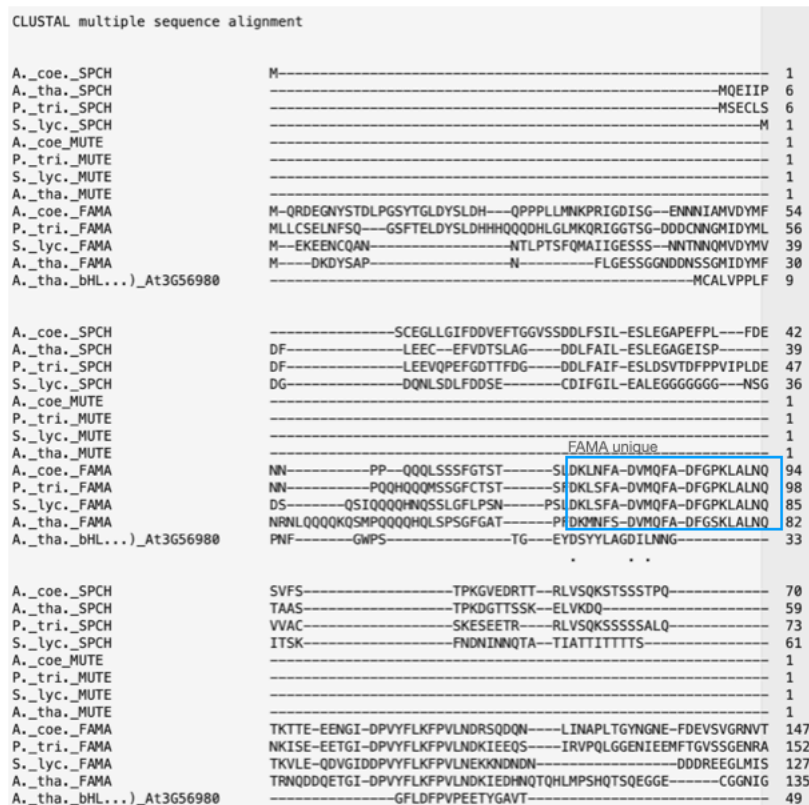 CLUSTAL multiple sequence alignment
A._coe._SPCH M------------------------------------------------------------ 1
A._tha._SPCH -------------------------------------------------------MQEIIP 6
P._tri._SPCH -------------------------------------------------------MSECLS 6
S._lyc._SPCH ------------------------------------------------------------M 1
A._coe_MUTE ------------------------------------------------------------- 1
P._tri._MUTE ------------------------------------------------------------- 1
S._lyc._MUTE ------------------------------------------------------------- 1
A._tha._MUTE ------------------------------------------------------------- 1
A._coe._FAMA M-QRDEGNYSTDLPGSYTGLDYSLDH---QPPPLLMNKPRIGDISG--ENNNIAMVDYMF 54
P._tri._FAMA MLLCSELNFSQ---GSFTELDYSLDHHHQQQDHLGLMKQRIGGTSG-DDDCNNGMIDYML 56
S._lyc._FAMA M--EKEENCQAN-------------NTLPTSFQMAIIGESSS--NNTNNQMVDYMV 39
A._tha._FAMA M----DKDYSAP-------------N---------FLGESSGGNDDNSSGMIDYMF 30
A._tha._bHL...)_At3G56980 ---------------------------------------------------MCALVPPLF 9
A._coe._SPCH ---------------SCEGLLGIFDDVEFTGGVSSDDLFSIL-ESLEGAPEFPL---FDE 42
A._tha._SPCH DF--------------LEEC--EFVDTSLAG----DDLFAIL-ESLEGAGEISP------ 39
P._tri._SPCH DF--------------LEEVQPEFGDTTFDG----DDLFAIF-ESLDSVTDFPPVIPLDE 47
S._lyc._SPCH DG--------------DQNLSDLFDDSE-------CDIFGIL-EALEGGGGGGG---NSG 36
A._coe_MUTE ------------------------------------------------------------- 1
P._tri._MUTE ------------------------------------------------------------- 1
S._lyc._MUTE ------------------------------------------------------------- 1
A._tha._MUTE ------------------------------------------------------------- 1
FAMA unique
A._coe._FAMA NN----------PP--QQQLSSSFGTST------SLDKLNFA-DVMQFA-DFGPKLALNQ 94
P._tri._FAMA NN----------PQQHQQQMSSGFCTST------SFDKLSFA-DVMQFA-DFGPKLALNQ 98
S._lyc._FAMA DS-------QSIQQQQHNQSSLGFLPSN-----PSLDKLSFA-DVMQFA-DFGPKLALNQ 85
A._tha._FAMA NRNLQQQQKQSMPQQQQHQLSPSGFGAT------PFDKMNFS-DVMQFA-DFGSKLALNQ 82
A._tha._bHL...)_At3G56980 PNF--------GWPS---------------TG---EYDSYYLAGDILNNG----------- 33
. . .
A._coe._SPCH SVFS------------------TPKGVEDRTT--RLVSQKSTSSSTPQ------------ 70
A._tha._SPCH TAAS------------------TPKDGTTSSK--ELVKDQ-------------------- 59
P._tri._SPCH VVAC------------------SKESEETR----RLVSQKSSSSSALQ------------ 73
S._lyc._SPCH ITSK------------------FNDNINNQTA--TIATTITTTTS--------------- 61
A._coe_MUTE ------------------------------------------------------------- 1
P._tri._MUTE ------------------------------------------------------------- 1
S._lyc._MUTE ------------------------------------------------------------- 1
A._tha._MUTE ------------------------------------------------------------- 1
A._coe._FAMA TKTTE-EENGI-DPVYFLKFPVLNDRSQDQN----LINAPLTGYNGNE-FDEVSVGRNVT 147
P._tri._FAMA NKISE-EETGI-DPVYFLKFPVLNDKIEEQS----IRVPQLGGENIEEMFTGVSSGENRA 152
S._lyc._FAMA TKVLE-QDVGIDDPVYFLKFPVLNEKKNDNDN---------------DDDREEGLMIS 127
A._tha._FAMA TRNQDDQETGI-DPVYFLKFPVLNDKIEDHNQTQHLMPSHQTSQEGGE----CGGNIG 135
A._tha._bHL...)_At3G56980 ---------------GFLDFPVPEETYGAVT----------------------------- 49